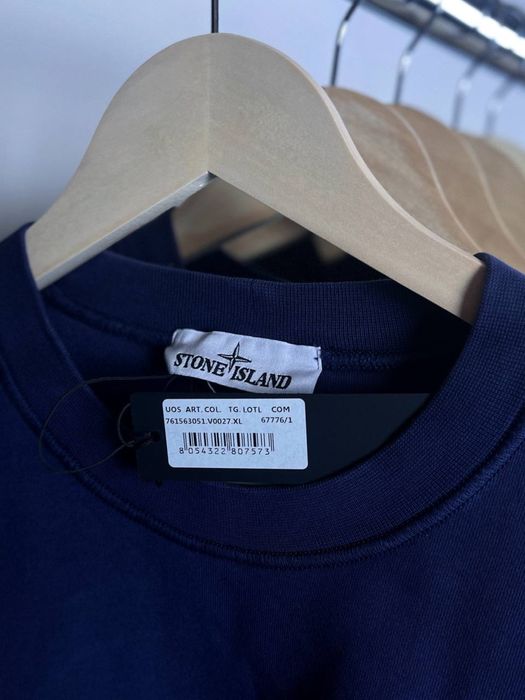 STONE ISLAND
UOS ART.COL. TG.LOTL COM
761563051.V0027.XL 67776/1
8 054322 807573